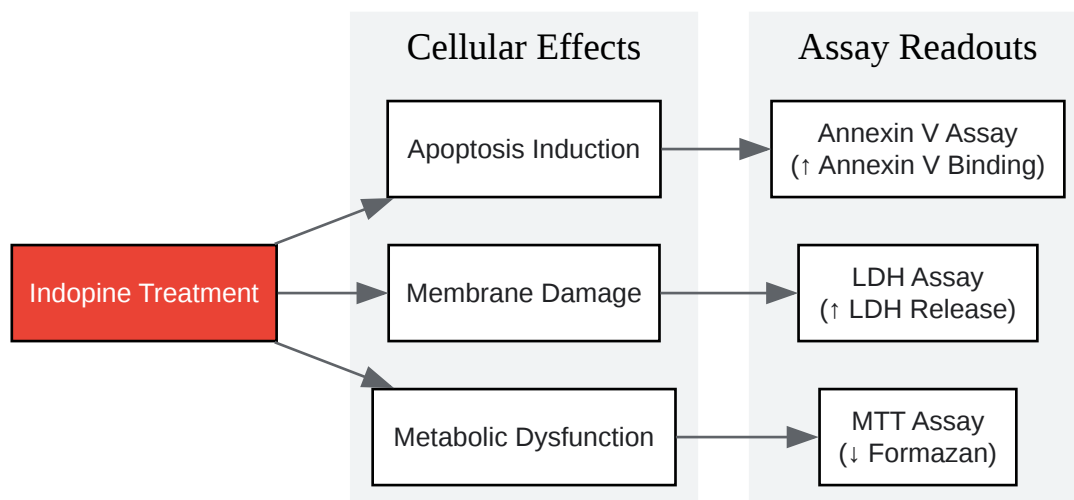 Cellular Effects
Assay Readouts
Indopine Treatment
Apoptosis Induction
Annexin V Assay
(↑ Annexin V Binding)
Membrane Damage
LDH Assay
(↑ LDH Release)
Metabolic Dysfunction
MTT Assay
(↓ Formazan)